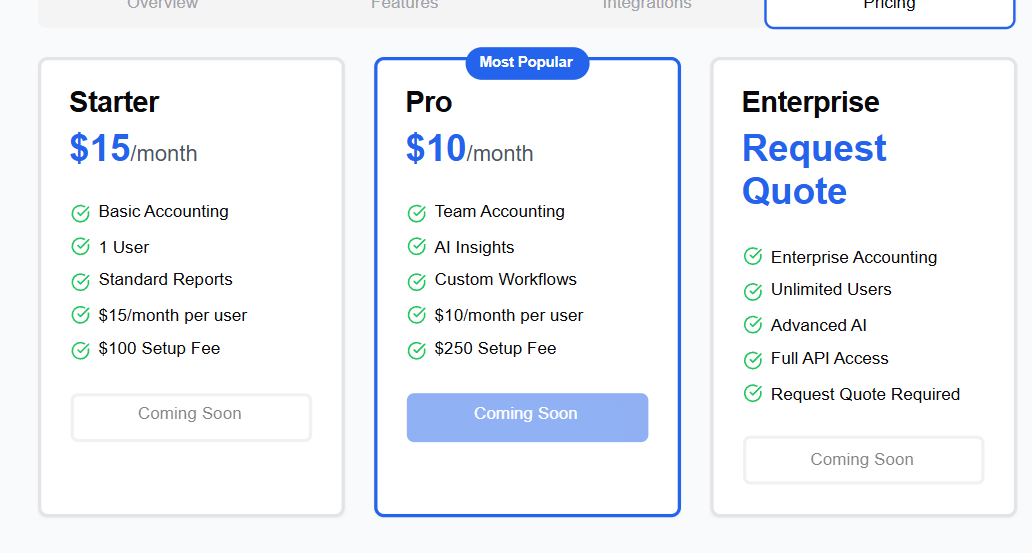 Overview
Features
Integrations
Pricing
Starter
$15/month
Basic Accounting
1 User
Standard Reports
$15/month per user
$100 Setup Fee
Coming Soon
Most Popular
Pro
$10/month
Team Accounting
AI Insights
Custom Workflows
$10/month per user
$250 Setup Fee
Coming Soon
Enterprise
Request
Quote
Enterprise Accounting
Unlimited Users
Advanced AI
Full API Access
Request Quote Required
Coming Soon